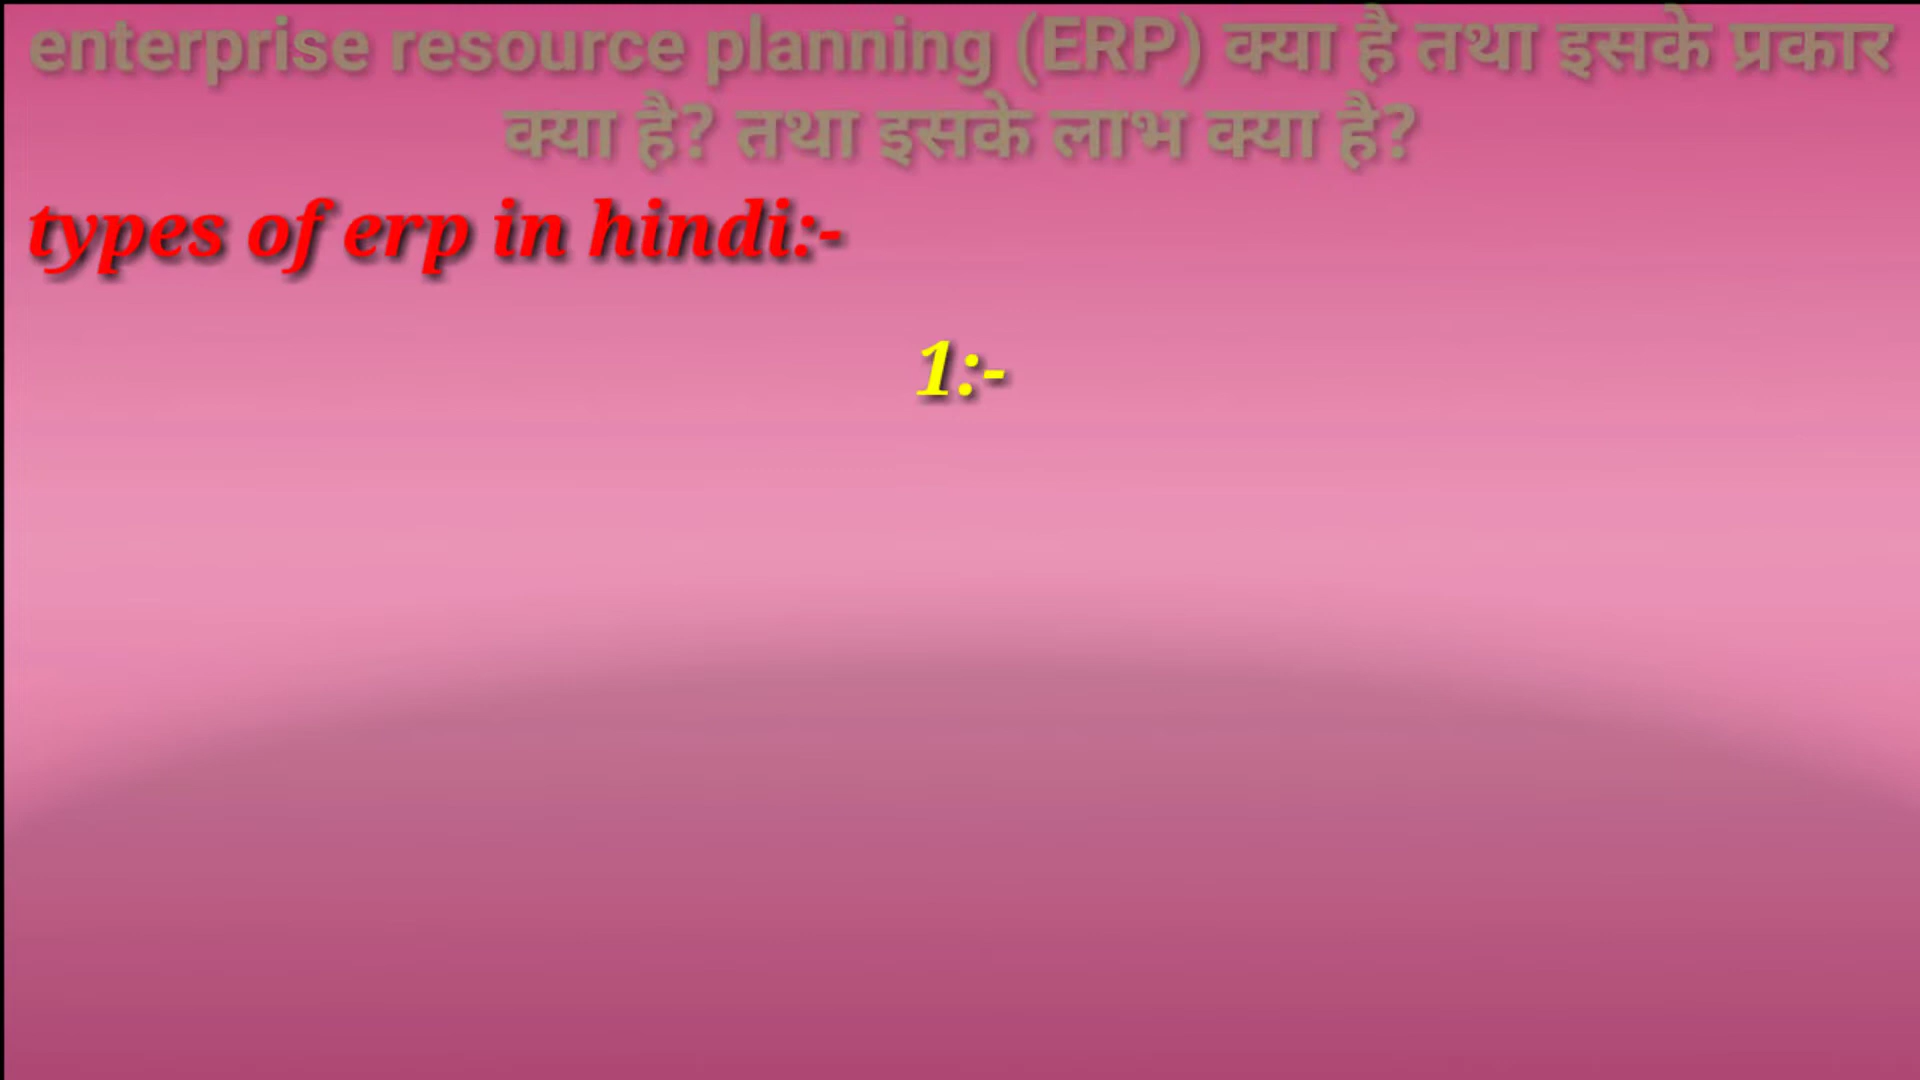 enterprise resource planning (ERP) क्या है तथा इसके प्रकार
क्या है? तथा इसके लाभ क्या है?
types of erp in hindi:-
1:-